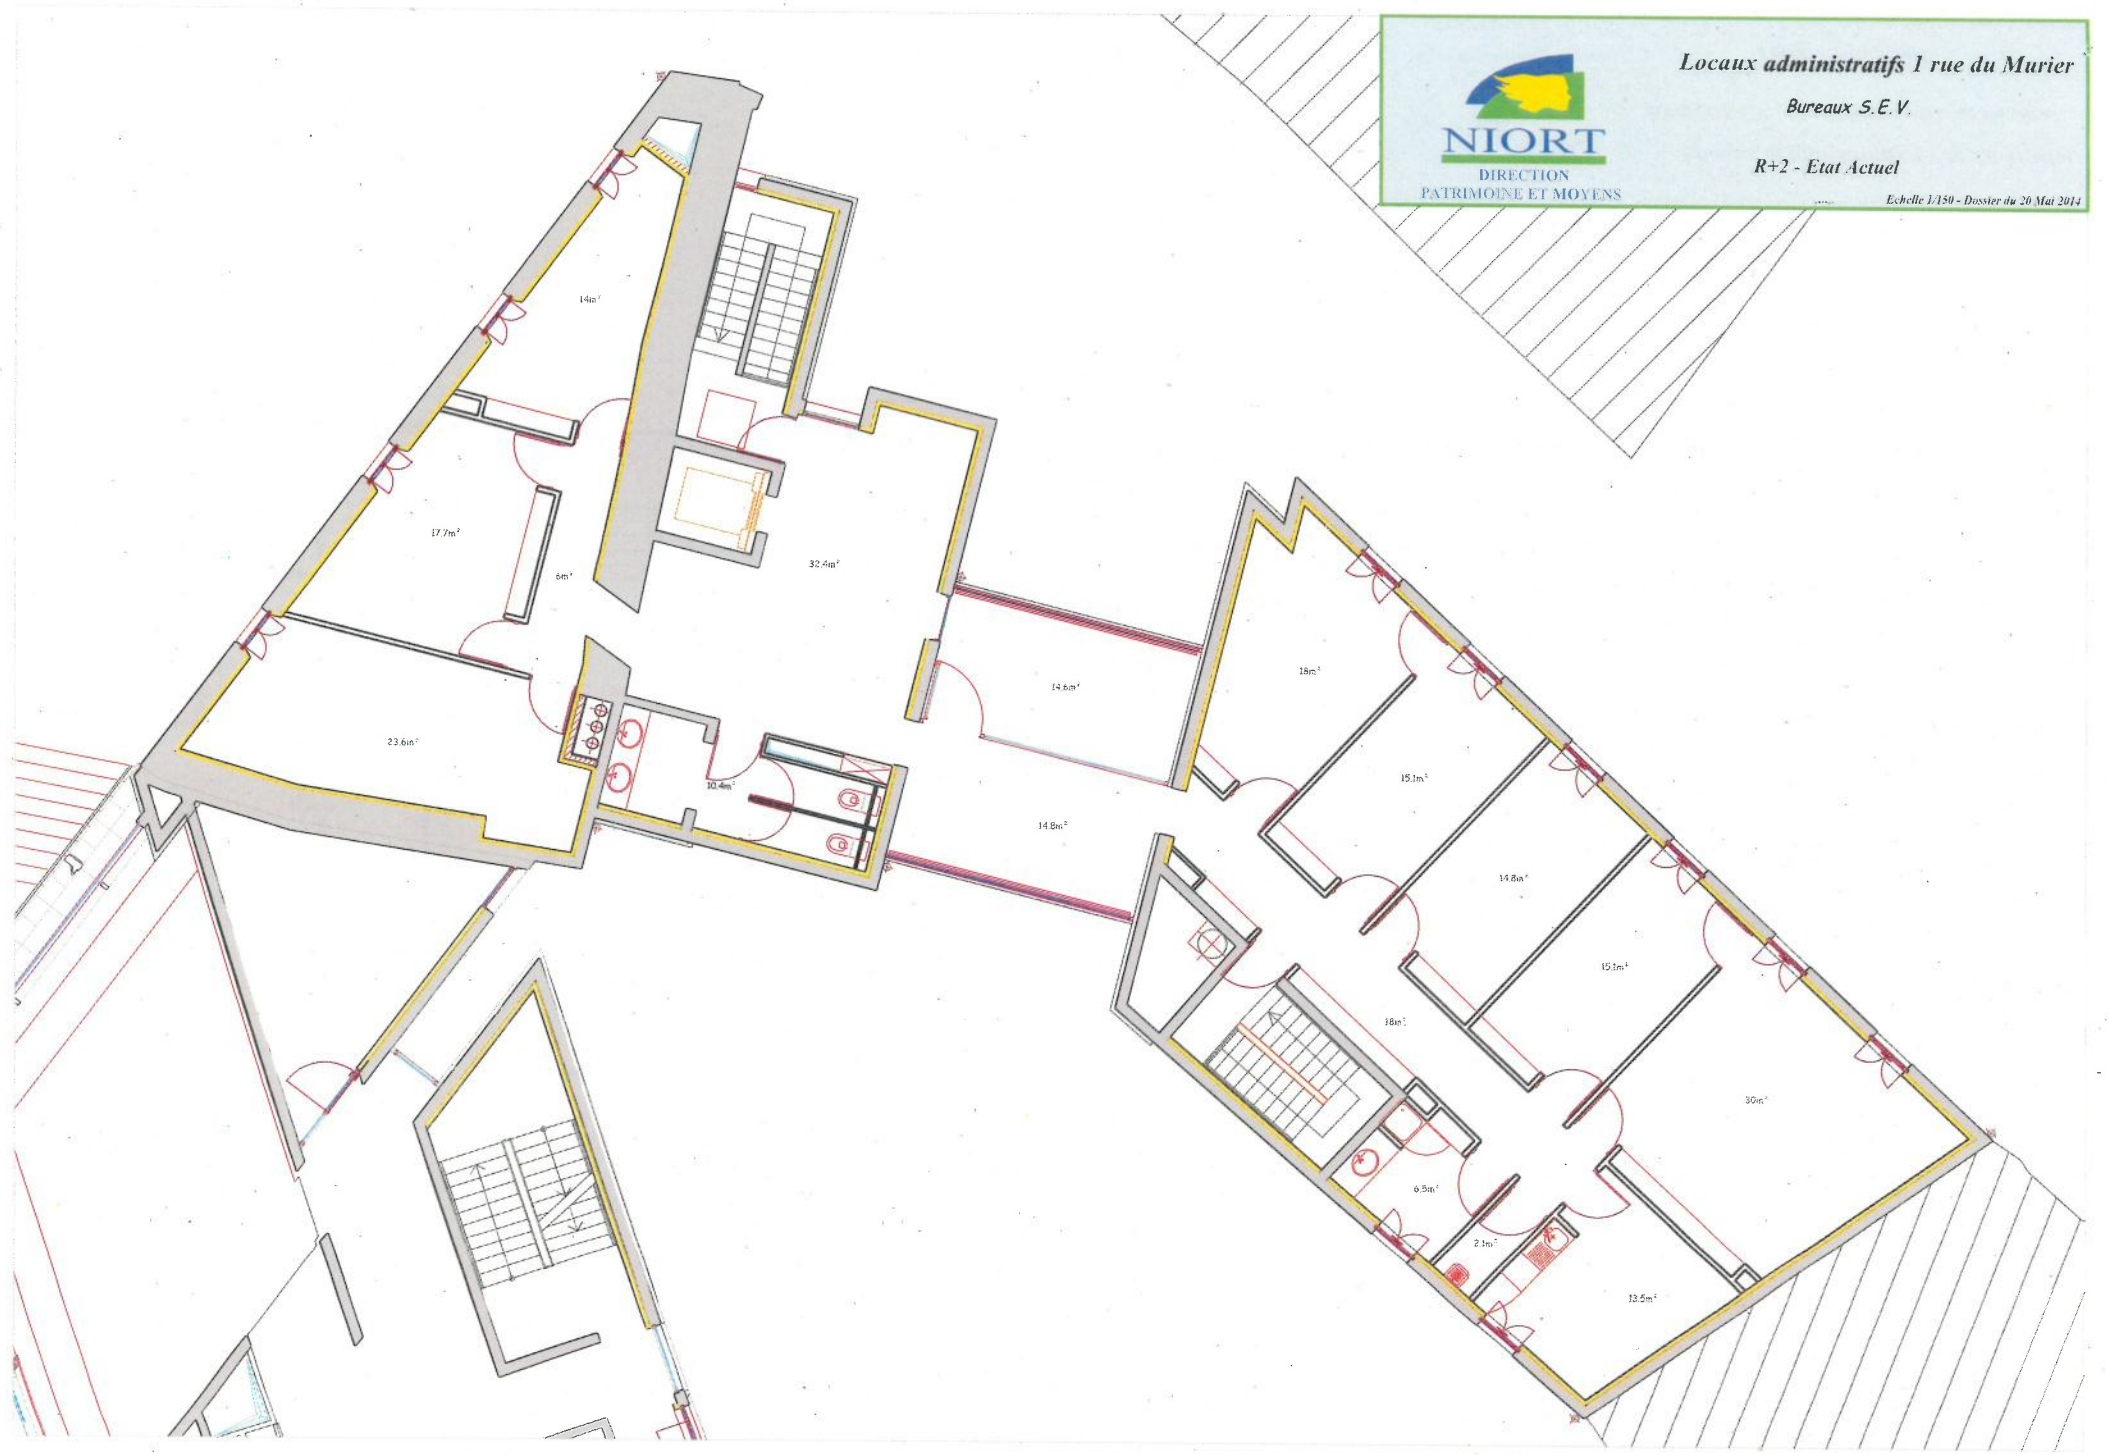 Locaux administratifs 1 rue du Murier
Bureaux S.E.V.
NIORT
R+2 - Etat Actuel
DIRECTION
PATRIMOINE ET MOYENS
Echelle 1/150 - Dossier du 20 Mai 2014
14m²
17.7m²
6m²
32.4m²
23.6m²
10.4m²
14.6m²
14.8m²
18m²
15.1m²
14.8m²
15.1m²
18m²
30m²
6.5m²
2.1m²
13.5m²